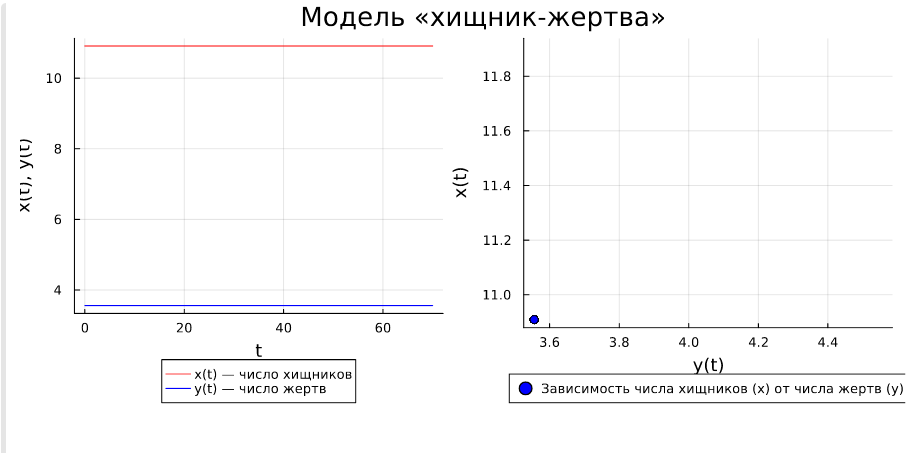 Модель «хищник-жертва»
x(t), y(t)
10
8
6
4
0 20 40 60
t
x(t) — число хищников
y(t) — число жертв
x(t)
11.8
11.6
11.4
11.2
11.0
3.6 3.8 4.0 4.2 4.4
y(t)
Зависимость числа хищников (x) от числа жертв (y)